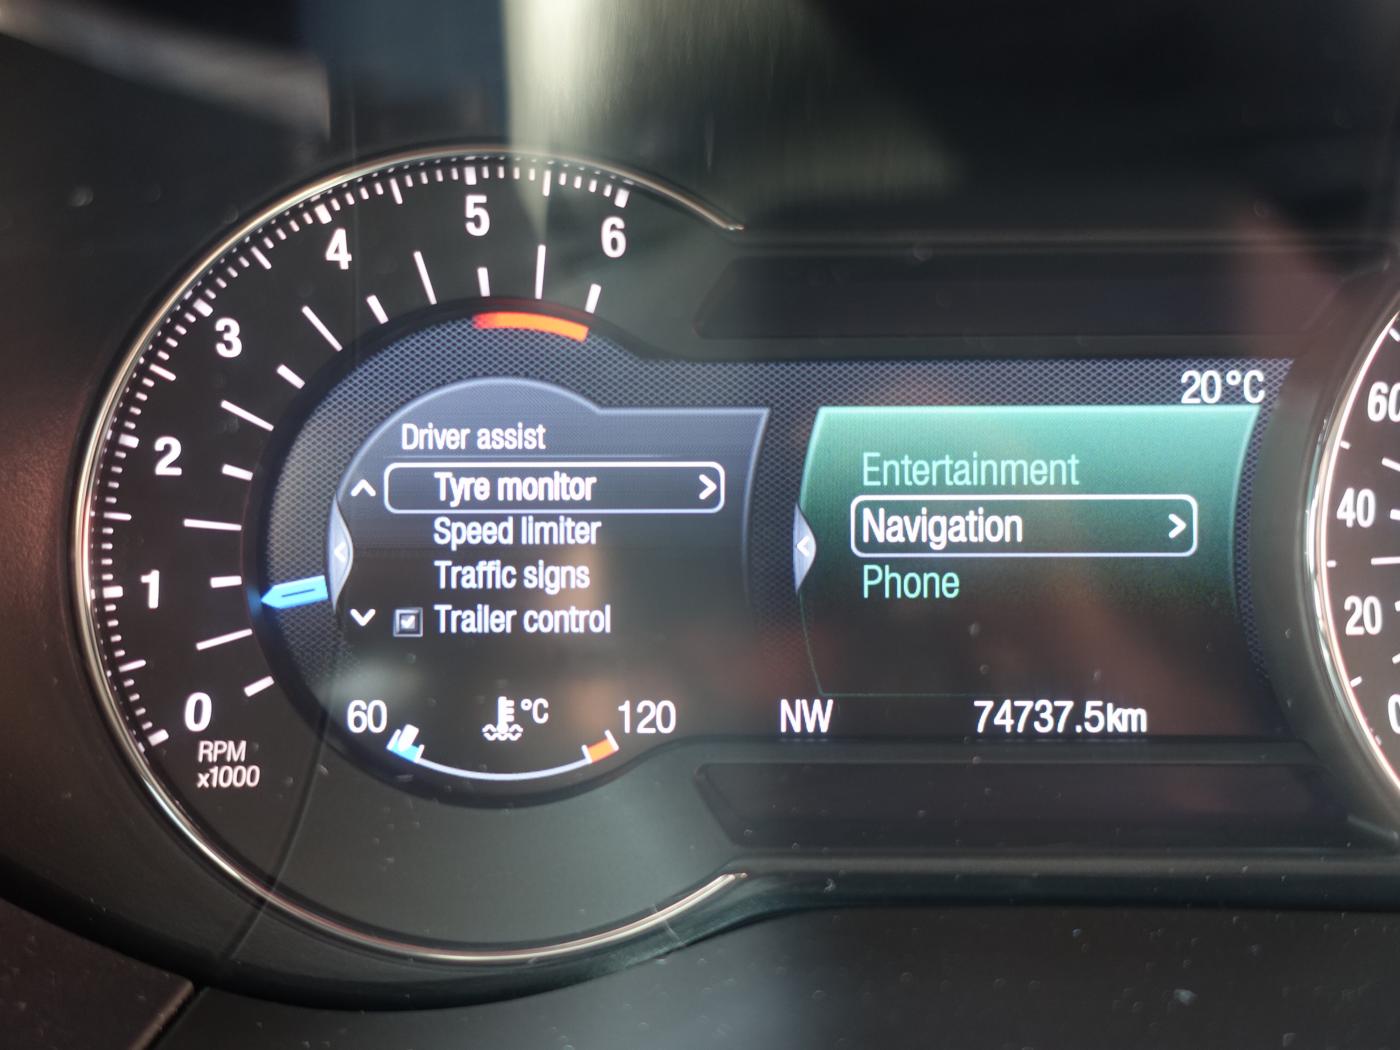 5
4
6
3
2
1
0
RPM
x1000
Driver assist
Tyre monitor
Speed limiter
Traffic signs
Trailer control
60
°C
120
20°C
Entertainment
Navigation
Phone
NW
74737.5km
40
20